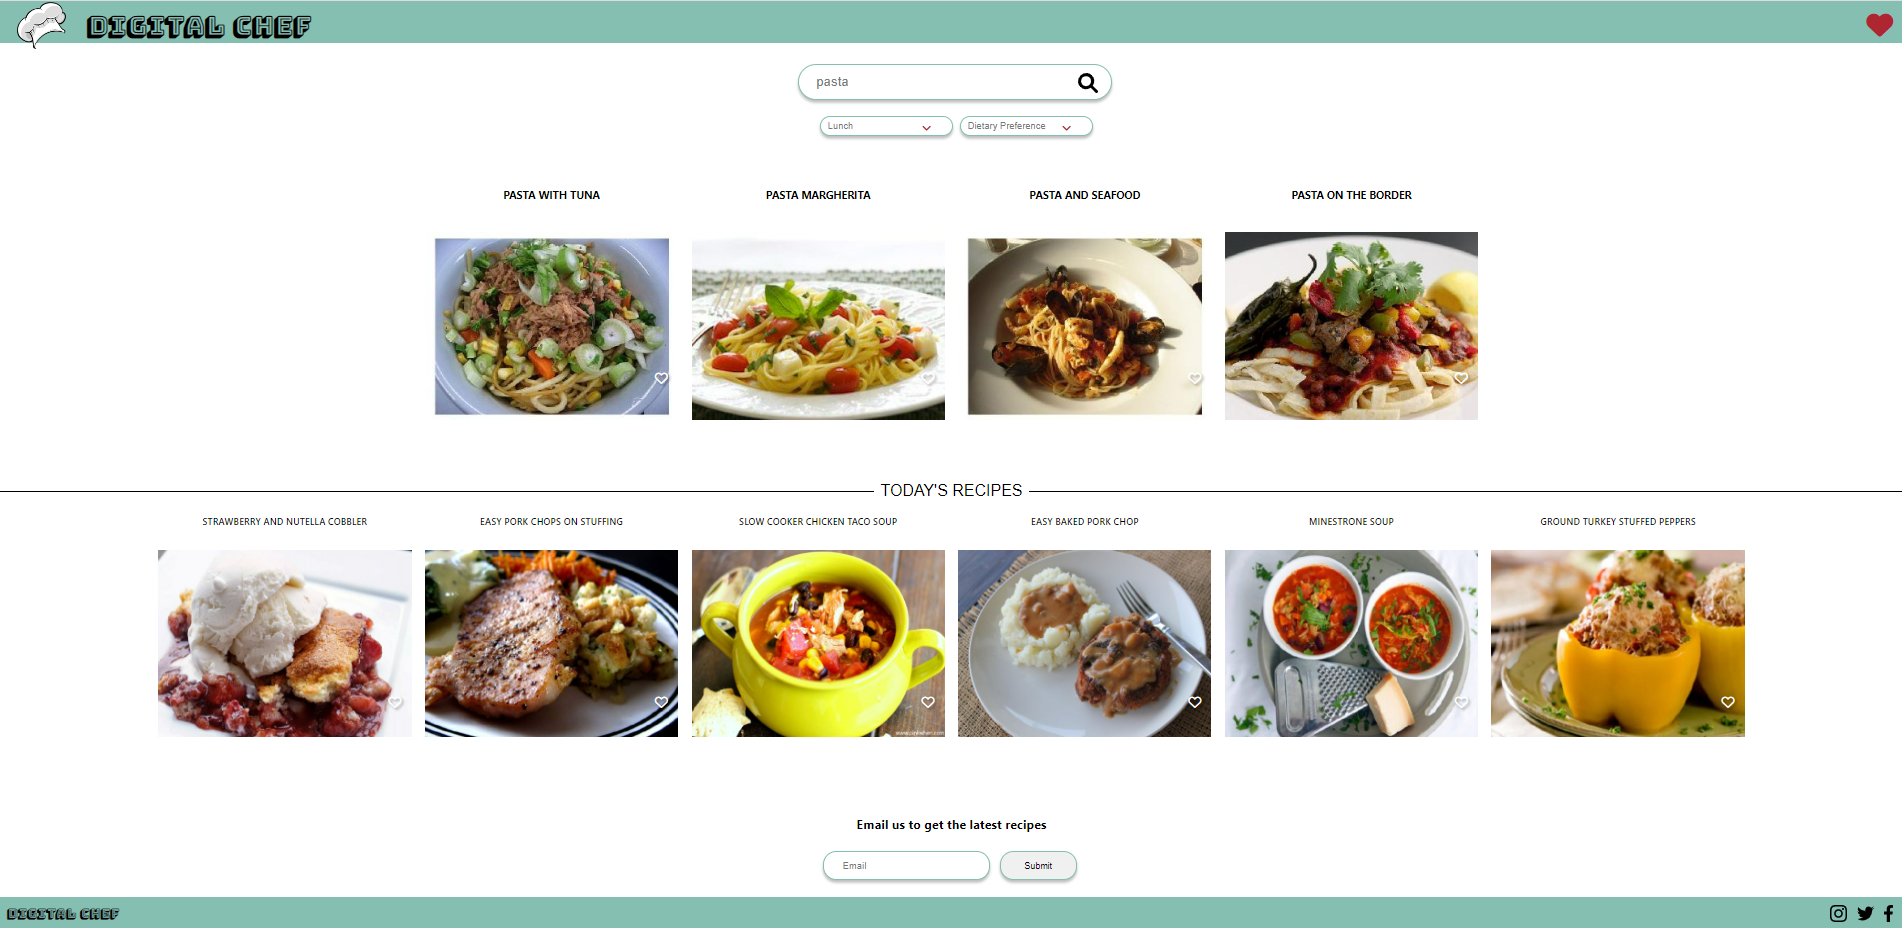 DIGITAL CHEF
pasta
Lunch
Dietary Preference
PASTA WITH TUNA
PASTA MARGHERITA
PASTA AND SEAFOOD
PASTA ON THE BORDER
TODAY'S RECIPES
STRAWBERRY AND NUTELLA COBBLER
EASY PORK CHOPS ON STUFFING
SLOW COOKER CHICKEN TACO SOUP
EASY BAKED PORK CHOP
MINESTRONE SOUP
GROUND TURKEY STUFFED PEPPERS
Email us to get the latest recipes
Email
Submit
DIGITAL CHEF